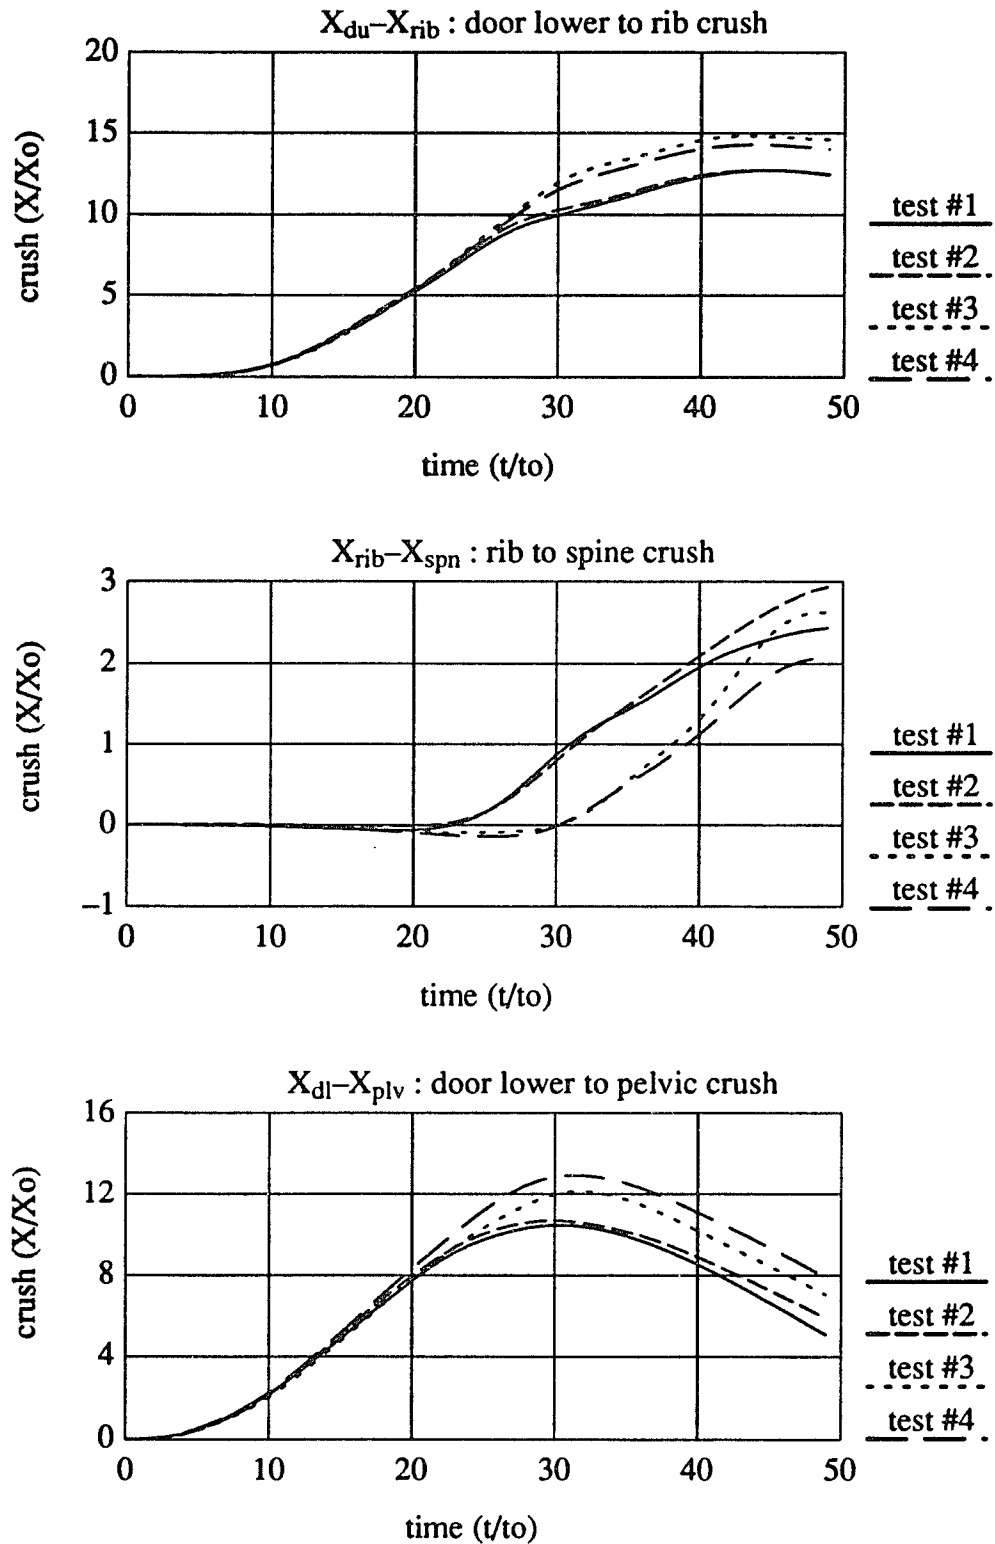 Xdu–Xrib : door lower to rib crush
20
15
10
5
0
crush (X/Xo)
0 10 20 30 40 50
time (t/to)
test #1
test #2
test #3
test #4
Xrib–Xspn : rib to spine crush
3
2
1
0
–1
crush (X/Xo)
0 10 20 30 40 50
time (t/to)
test #1
test #2
test #3
test #4
Xdl–Xplv : door lower to pelvic crush
16
12
8
4
0
crush (X/Xo)
0 10 20 30 40 50
time (t/to)
test #1
test #2
test #3
test #4